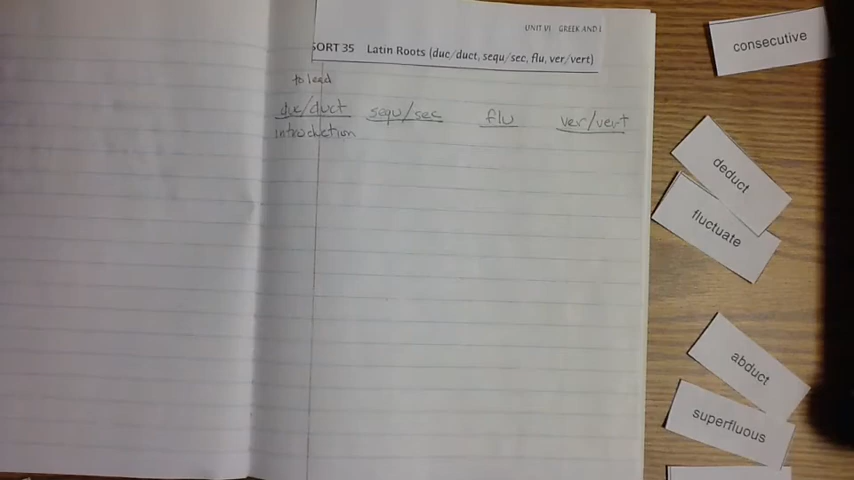 UNIT VI GREEK AND
SORT 35 Latin Roots (duc/duct, sequ/sec, flu, ver/vert)
to lead
duc/duct sequ/sec flu ver/vert
introduction
consecutive
deduct
fluctuate
abduct
superfluous